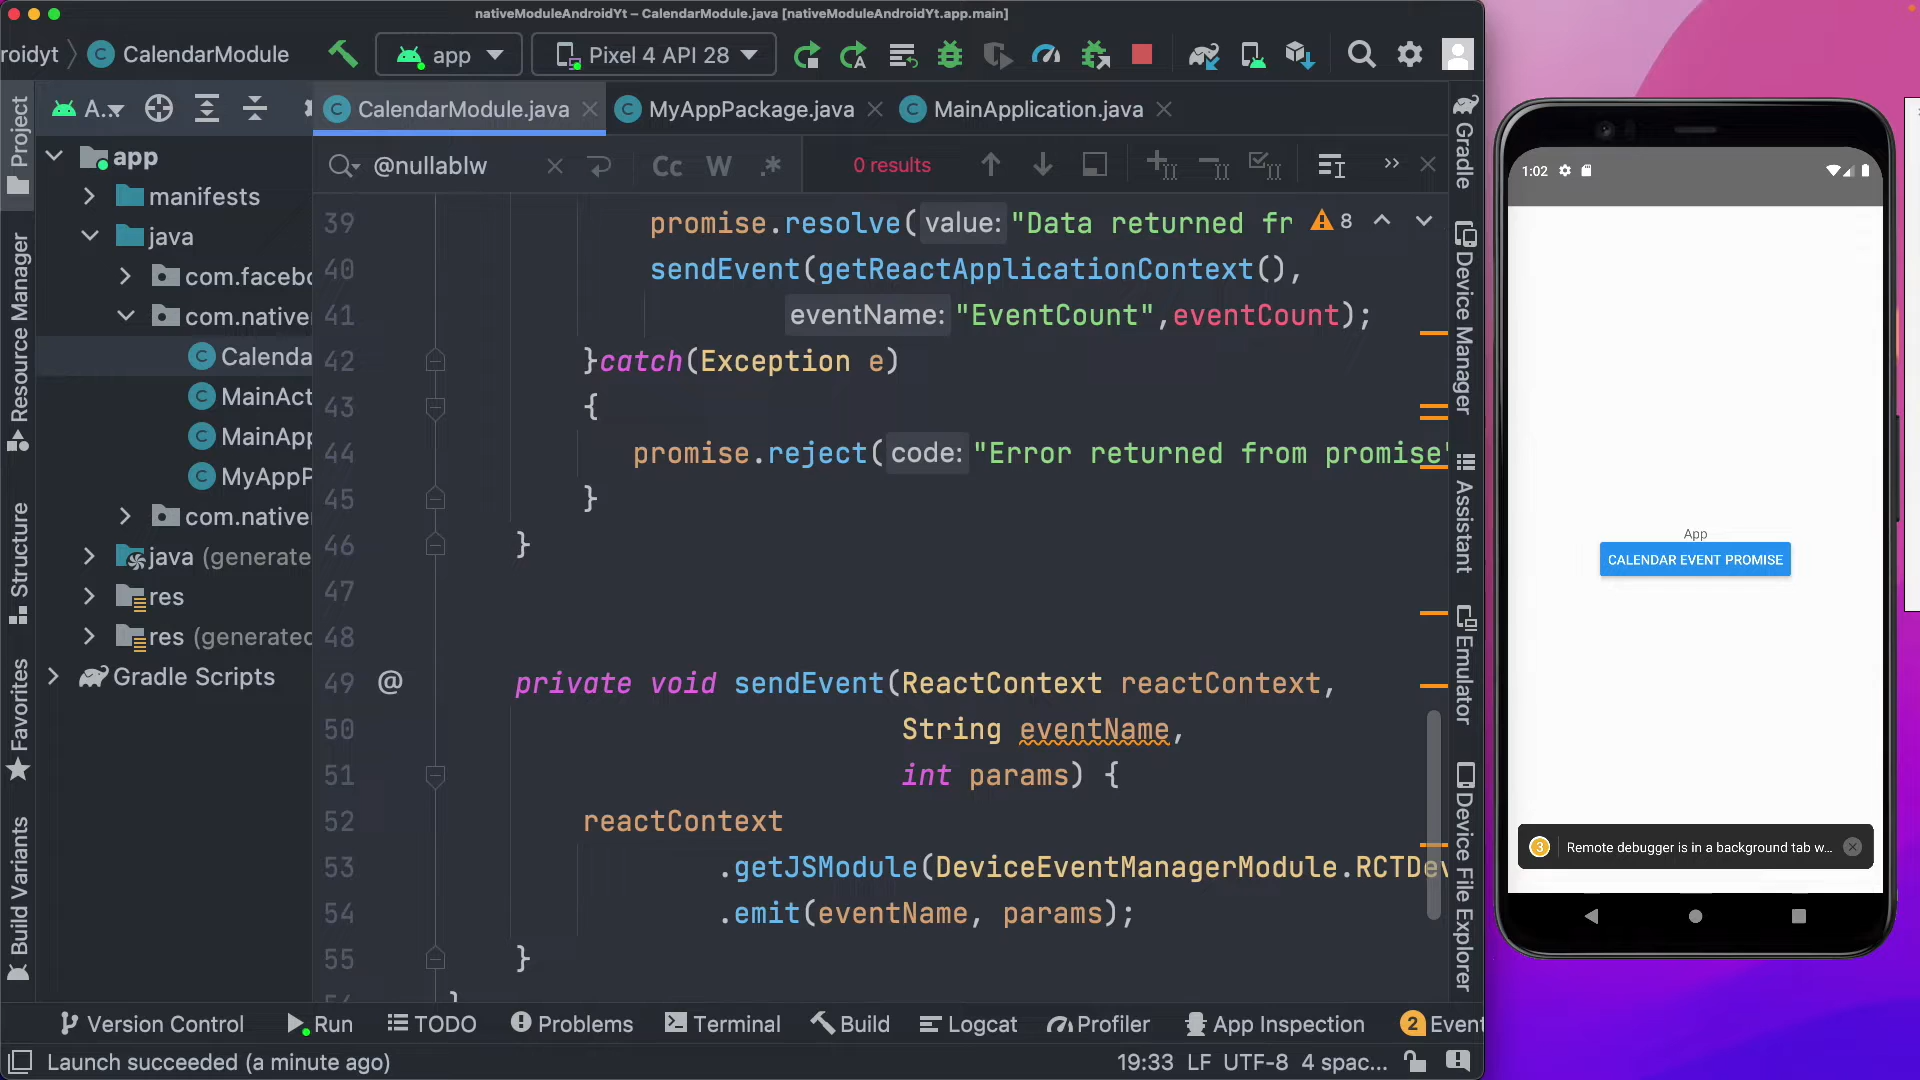 nativeModuleAndroidYt – CalendarModule.java [nativeModuleAndroidYt.app.main]
roidyt CalendarModule app Pixel 4 API 28
A... CalendarModule.java MyAppPackage.java MainApplication.java
@nullablw Cc W .* 0 results
Project
Resource Manager
Structure
Favorites
Build Variants
app
manifests
java
com.facebo
com.native
Calenda
MainAct
MainApp
MyAppP
com.native
java (generate
res
res (generated
Gradle Scripts
39 promise.resolve( value: "Data returned fr 8
40 sendEvent(getReactApplicationContext(),
41 eventName: "EventCount",eventCount);
42 }catch(Exception e)
43 {
44 promise.reject( code: "Error returned from promise"
45 }
46 }
47
48
49 @ private void sendEvent(ReactContext reactContext,
50 String eventName,
51 int params) {
52 reactContext
53 .getJSModule(DeviceEventManagerModule.RCTDev
54 .emit(eventName, params);
55 }
}
Gradle
Device Manager
Assistant
Emulator
Device File Explorer
Version Control Run TODO Problems Terminal Build Logcat Profiler App Inspection 2 Event
Launch succeeded (a minute ago) 19:33 LF UTF-8 4 spac...
1:02
App
CALENDAR EVENT PROMISE
3 Remote debugger is in a background tab w...